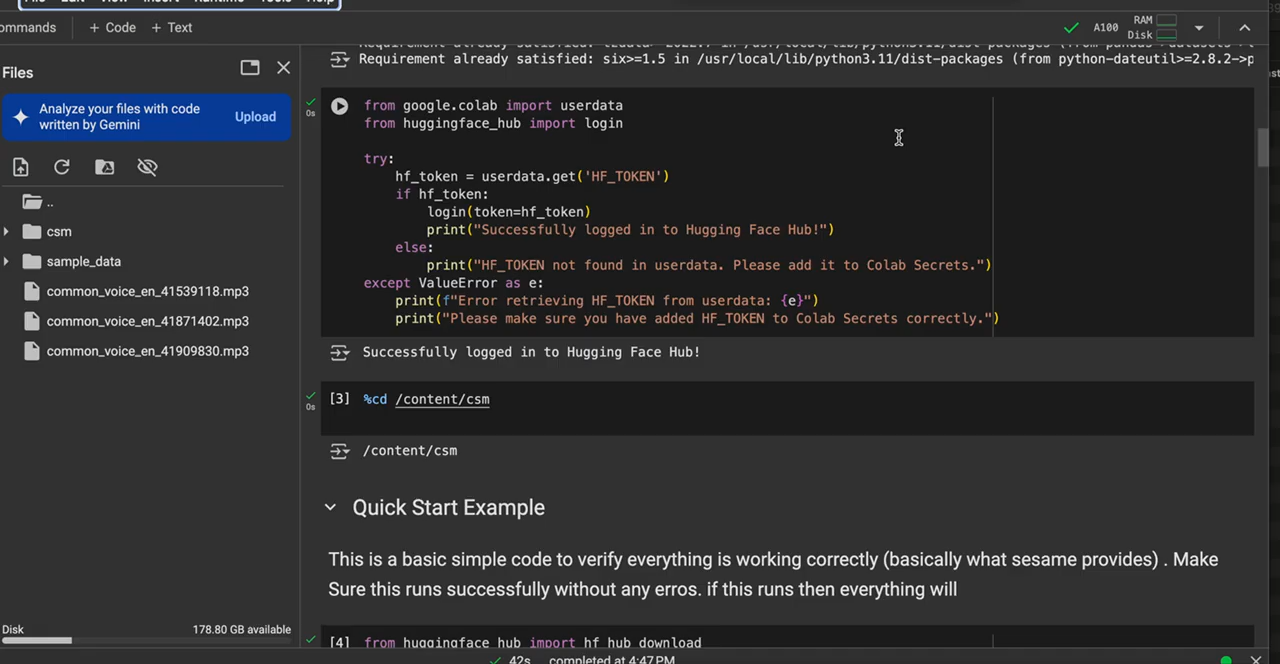 File Edit View Insert Runtime Tools Help
ommands + Code + Text
A100 RAM
Disk
Files
Analyze your files with code
written by Gemini
Upload
..
csm
sample_data
common_voice_en_41539118.mp3
common_voice_en_41871402.mp3
common_voice_en_41909830.mp3
Disk 178.80 GB available
Requirement already satisfied: six>=1.5 in /usr/local/lib/python3.11/dist-packages (from python-dateutil>=2.8.2->p
0s
from google.colab import userdata
from huggingface_hub import login
try:
hf_token = userdata.get('HF_TOKEN')
if hf_token:
login(token=hf_token)
print("Successfully logged in to Hugging Face Hub!")
else:
print("HF_TOKEN not found in userdata. Please add it to Colab Secrets.")
except ValueError as e:
print(f"Error retrieving HF_TOKEN from userdata: {e}")
print("Please make sure you have added HF_TOKEN to Colab Secrets correctly.")
Successfully logged in to Hugging Face Hub!
0s
[3] %cd /content/csm
/content/csm
Quick Start Example
This is a basic simple code to verify everything is working correctly (basically what sesame provides) . Make
Sure this runs successfully without any erros. if this runs then everything will
[4] from huggingface_hub import hf_hub_download
42s completed at 4:47 PM